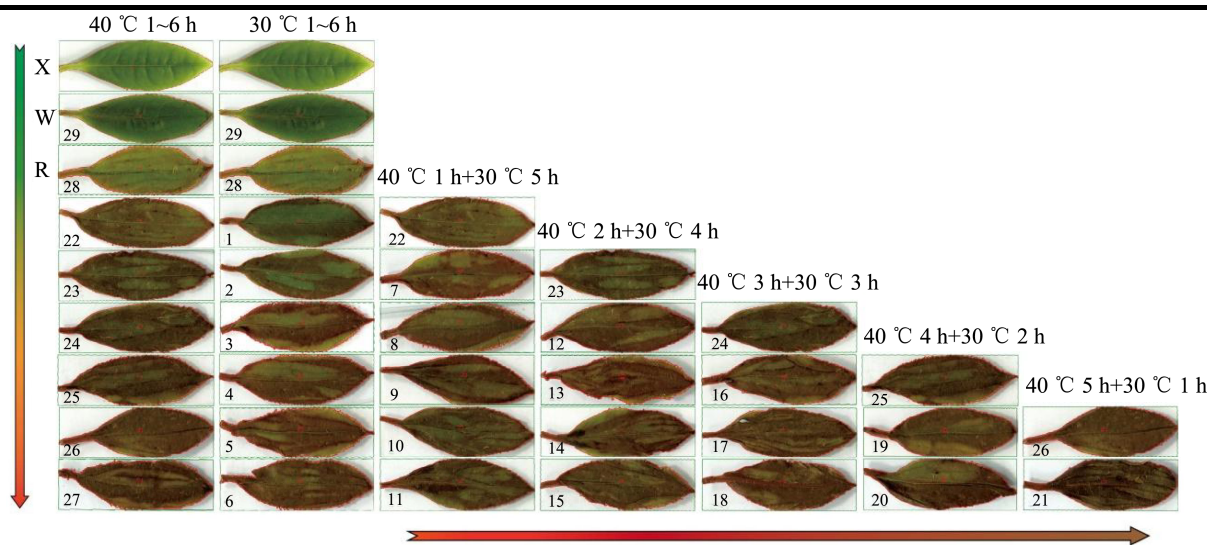 40 ℃ 1~6 h 30 ℃ 1~6 h
X
W
29 29
R
28 28
40 ℃ 1 h+30 ℃ 5 h
22 1 22
40 ℃ 2 h+30 ℃ 4 h
23 2 7 23
40 ℃ 3 h+30 ℃ 3 h
24 3 8 12 24
40 ℃ 4 h+30 ℃ 2 h
25 4 9 13 16 25
40 ℃ 5 h+30 ℃ 1 h
26 5 10 14 17 19 26
27 6 11 15 18 20 21